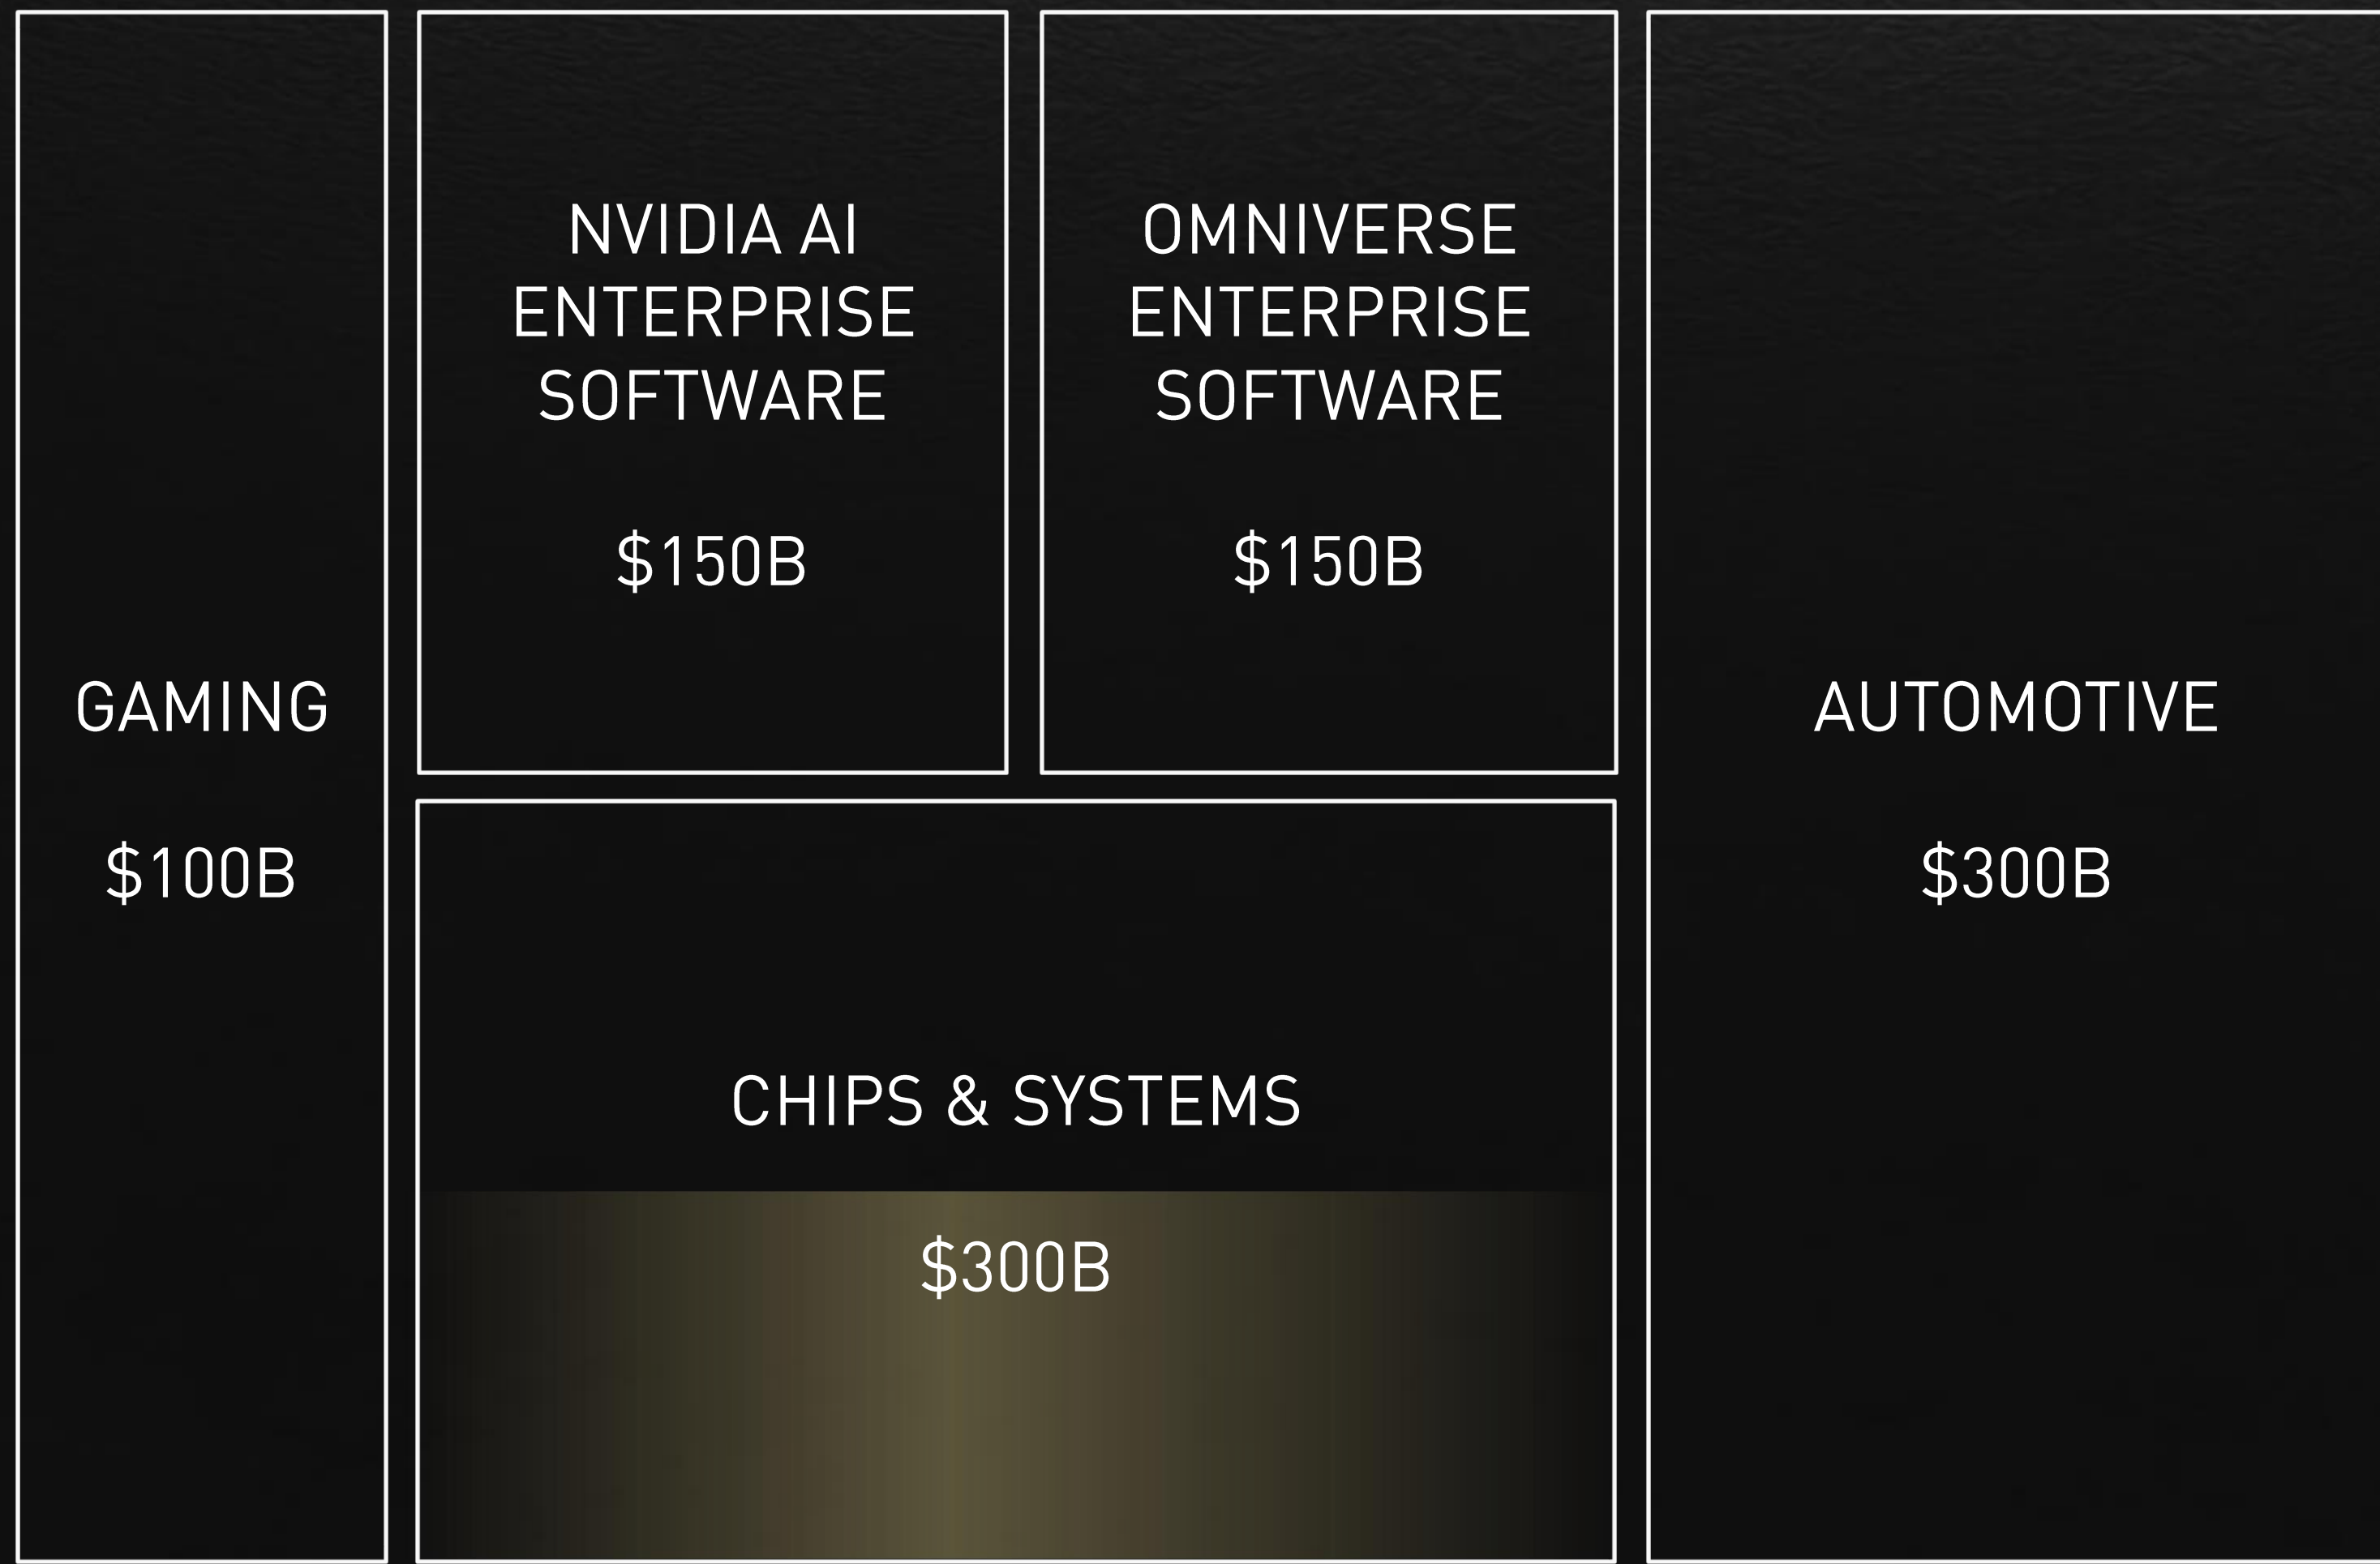 GAMING
$100B
NVIDIA AI
ENTERPRISE
SOFTWARE
$150B
OMNIVERSE
ENTERPRISE
SOFTWARE
$150B
CHIPS & SYSTEMS
$300B
AUTOMOTIVE
$300B